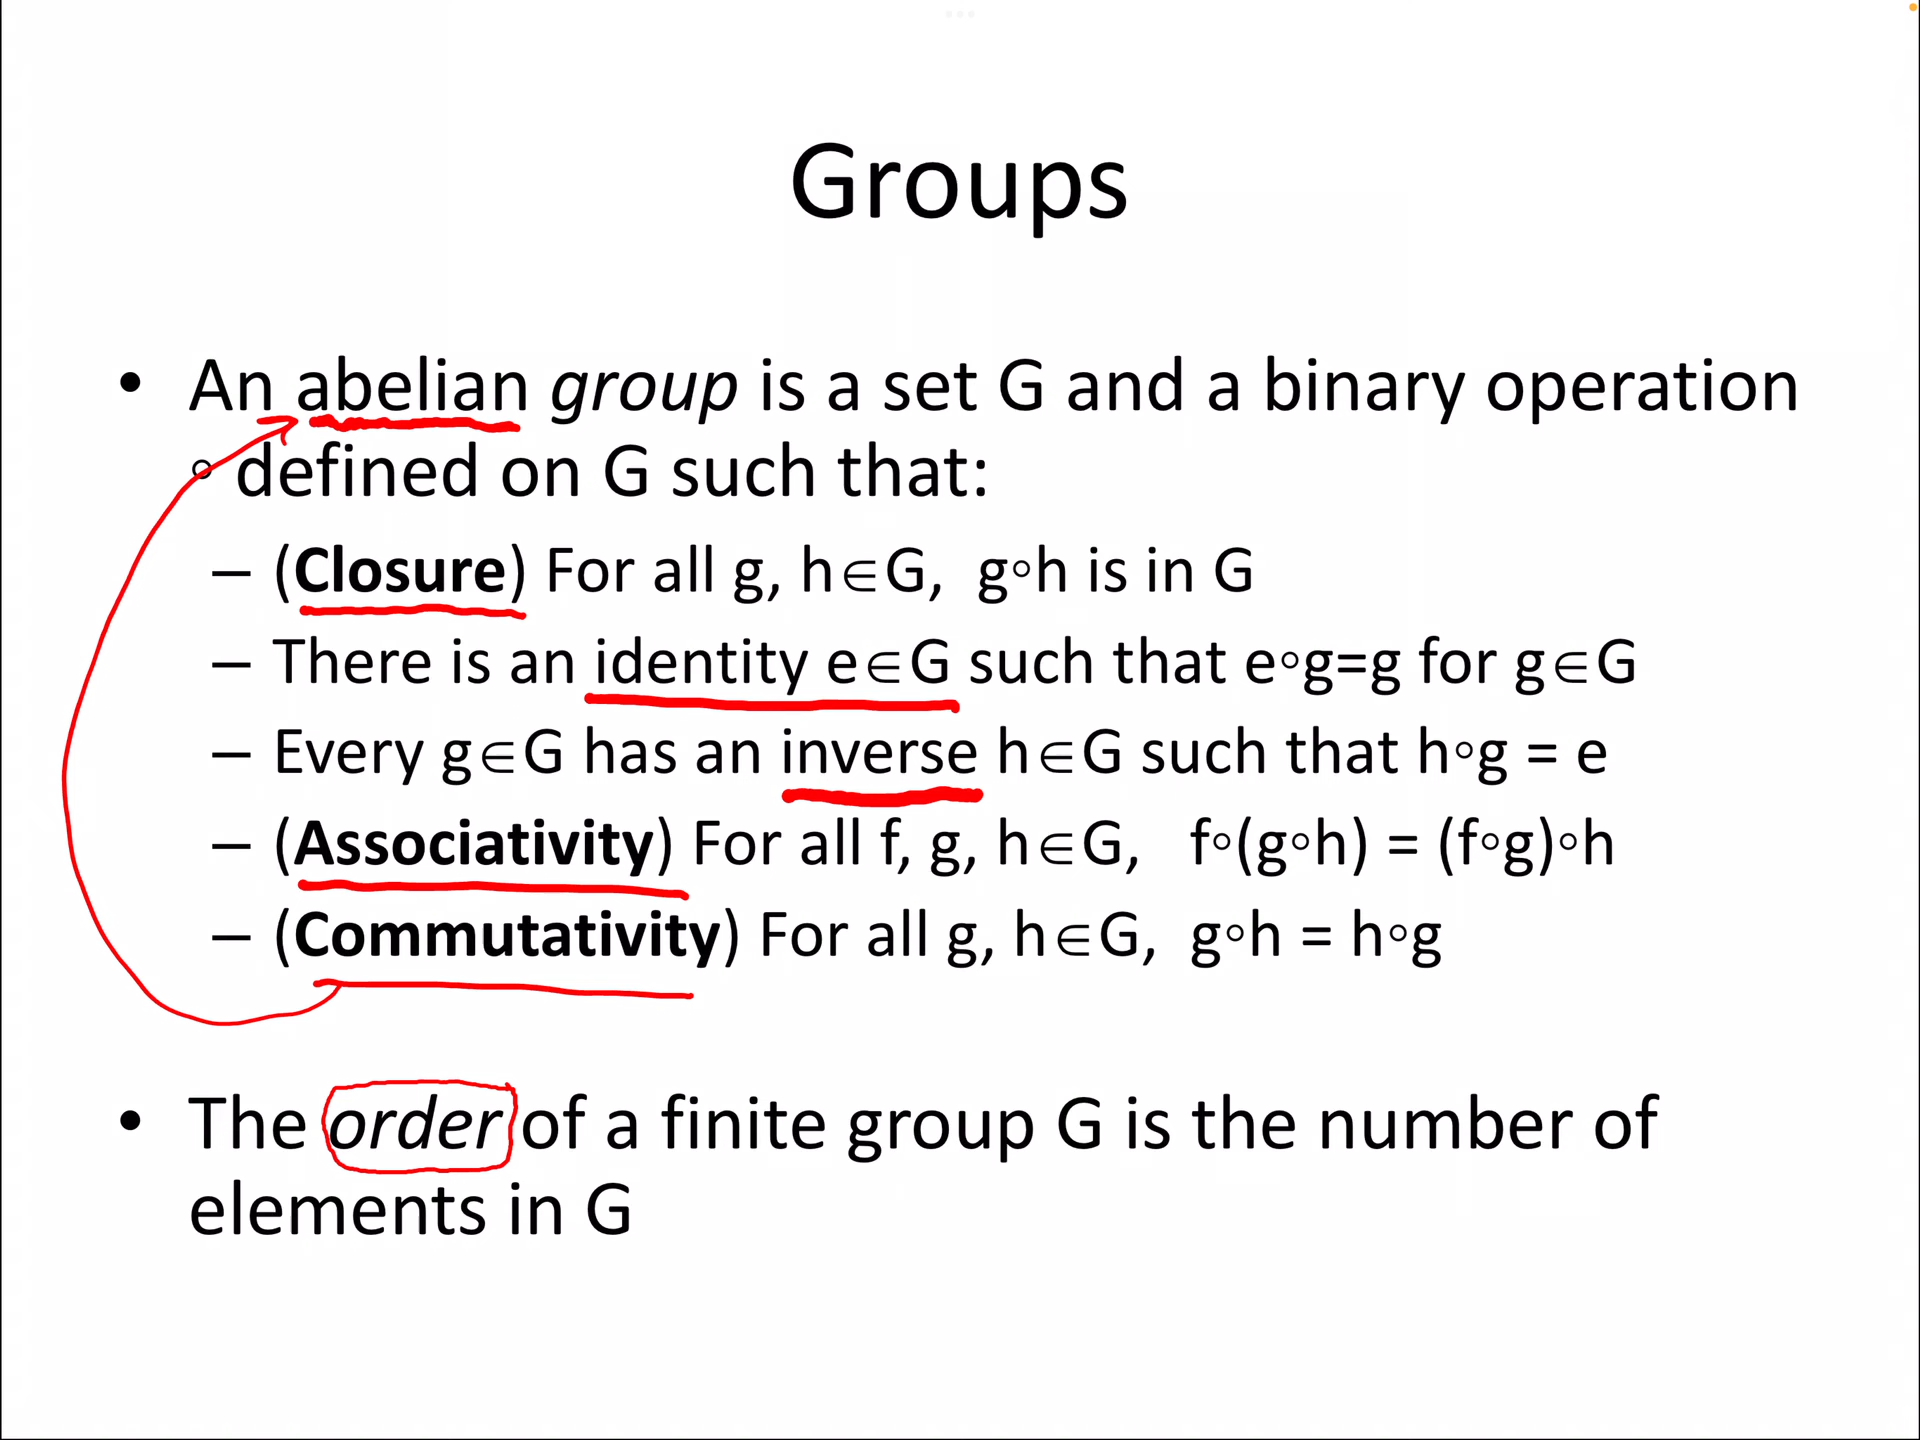 Groups
• An abelian group is a set G and a binary operation
∘ defined on G such that:
– (Closure) For all g, h∈G, g∘h is in G
– There is an identity e∈G such that e∘g=g for g∈G
– Every g∈G has an inverse h∈G such that h∘g = e
– (Associativity) For all f, g, h∈G, f∘(g∘h) = (f∘g)∘h
– (Commutativity) For all g, h∈G, g∘h = h∘g
• The order of a finite group G is the number of
elements in G